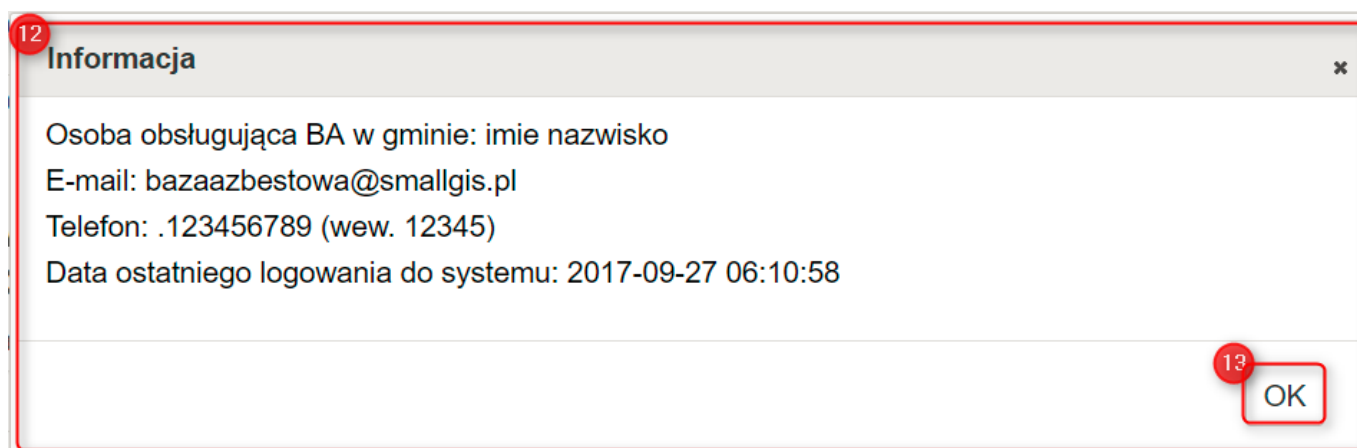 12
Informacja
Osoba obsługująca BA w gminie: imie nazwisko
E-mail: bazaazbestowa@smallgis.pl
Telefon: .123456789 (wew. 12345)
Data ostatniego logowania do systemu: 2017-09-27 06:10:58
13
OK